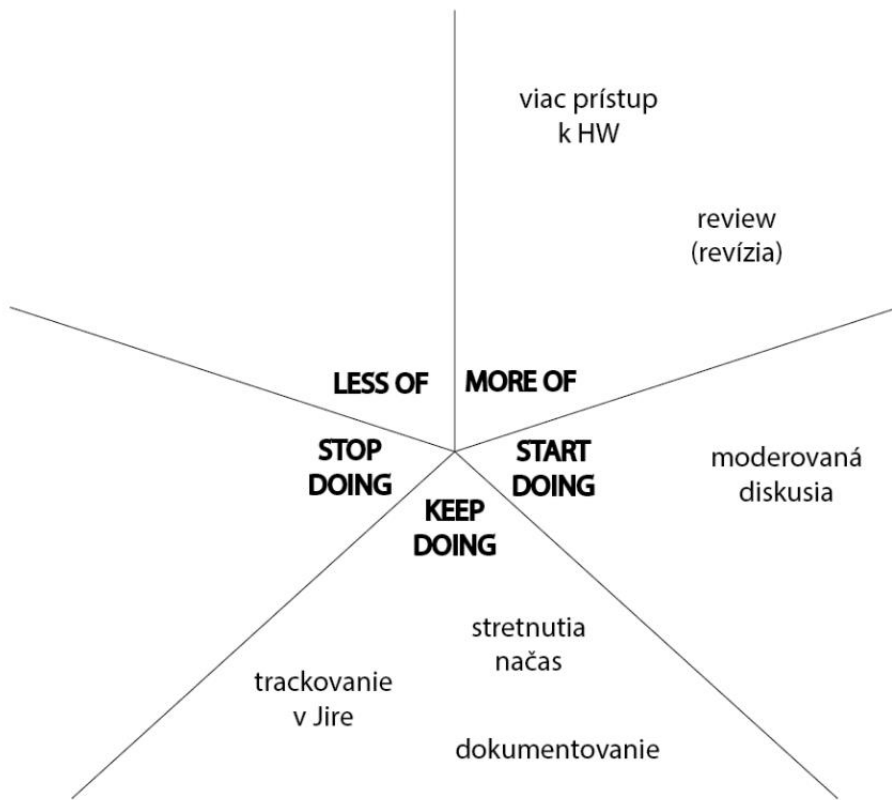 viac prístup
k HW
review
(revízia)
LESS OF
MORE OF
STOP
DOING
START
DOING
moderovaná
diskusia
KEEP
DOING
stretnutia
načas
trackovanie
v Jire
dokumentovanie